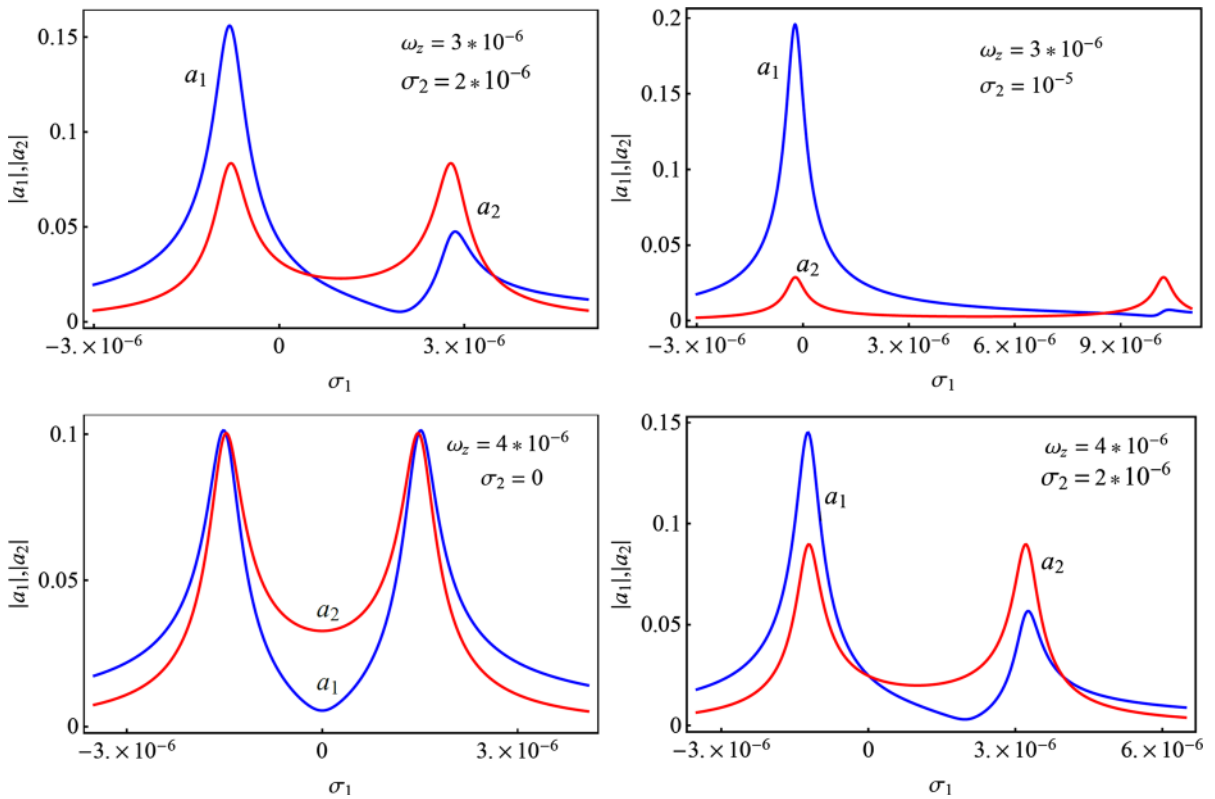 0.15
0.1
0.05
0
|a₁|,|a₂|
a₁
a₂
ω_z = 3 * 10⁻⁶
σ₂ = 2 * 10⁻⁶
−3. × 10⁻⁶ 0 3. × 10⁻⁶
σ₁
0.2
0.15
0.1
0.05
0
|a₁|,|a₂|
a₁
a₂
ω_z = 3 * 10⁻⁶
σ₂ = 10⁻⁵
−3. × 10⁻⁶ 0 3. × 10⁻⁶ 6. × 10⁻⁶ 9. × 10⁻⁶
σ₁
0.1
0.05
0
|a₁|,|a₂|
ω_z = 4 * 10⁻⁶
σ₂ = 0
a₂
a₁
−3. × 10⁻⁶ 0 3. × 10⁻⁶
σ₁
0.15
0.1
0.05
0
|a₁|,|a₂|
ω_z = 4 * 10⁻⁶
σ₂ = 2 * 10⁻⁶
a₁
a₂
−3. × 10⁻⁶ 0 3. × 10⁻⁶ 6. × 10⁻⁶
σ₁